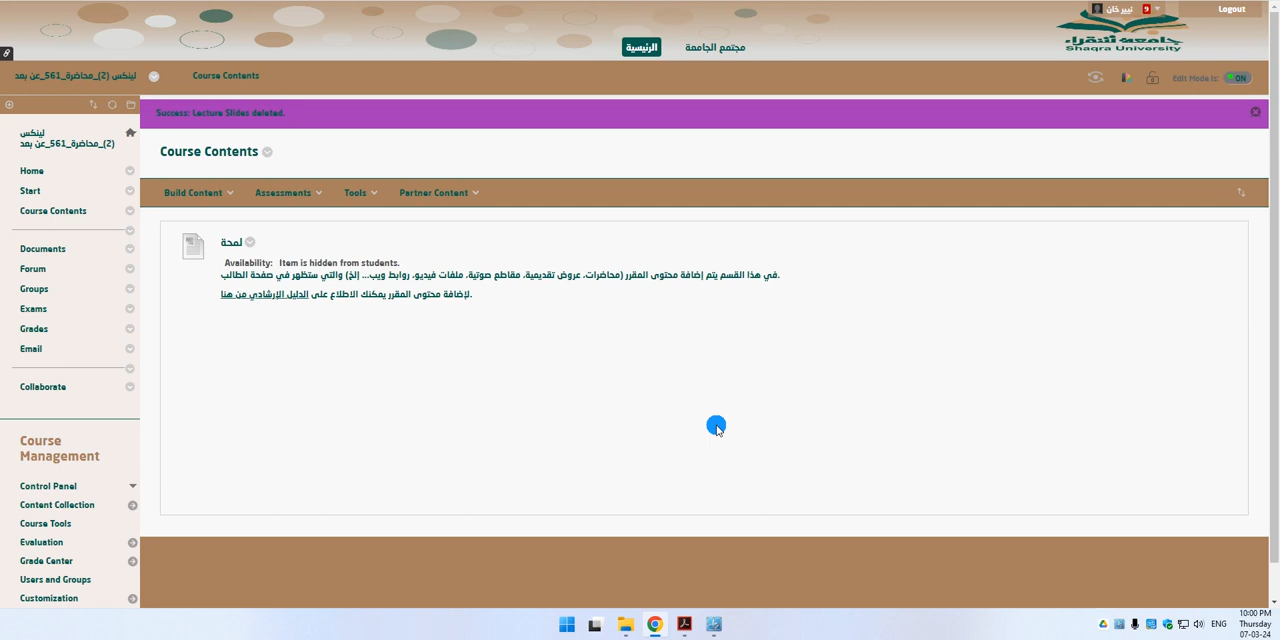 نيير خان
9
Logout
جامعة شقراء
Shaqra University
الرئيسية
مجتمع الجامعة
لينكس (2)_محاضرة_561_عن بعد
Course Contents
Edit Mode is:
ON
Success: Lecture Slides deleted.
لينكس
(2)_محاضرة_561_عن بعد
Home
Start
Course Contents
Documents
Forum
Groups
Exams
Grades
Email
Collaborate
Course
Management
Control Panel
Content Collection
Course Tools
Evaluation
Grade Center
Users and Groups
Customization
Course Contents
Build Content
Assessments
Tools
Partner Content
لمحة
Availability: Item is hidden from students.
في هذا القسم يتم إضافة محتوى المقرر (محاضرات، عروض تقديمية، مقاطع صوتية، ملفات فيديو، روابط ويب... إلخ) والتي ستظهر في صفحة الطالب.
لإضافة محتوى المقرر يمكنك الاطلاع على الدليل الإرشادي من هنا.
ENG
10:00 PM
Thursday
07-03-24